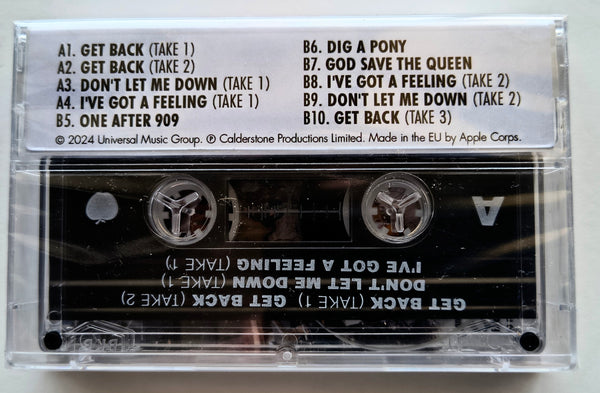 A1. GET BACK (TAKE 1)
A2. GET BACK (TAKE 2)
A3. DON'T LET ME DOWN (TAKE 1)
A4. I'VE GOT A FEELING (TAKE 1)
B5. ONE AFTER 909
B6. DIG A PONY
B7. GOD SAVE THE QUEEN
B8. I'VE GOT A FEELING (TAKE 2)
B9. DON'T LET ME DOWN (TAKE 2)
B10. GET BACK (TAKE 3)
© 2024 Universal Music Group. ℗ Calderstone Productions Limited. Made in the EU by Apple Corps.
A
GET BACK (TAKE 1) GET BACK (TAKE 2)
DON'T LET ME DOWN (TAKE 1)
I'VE GOT A FEELING (TAKE 1)